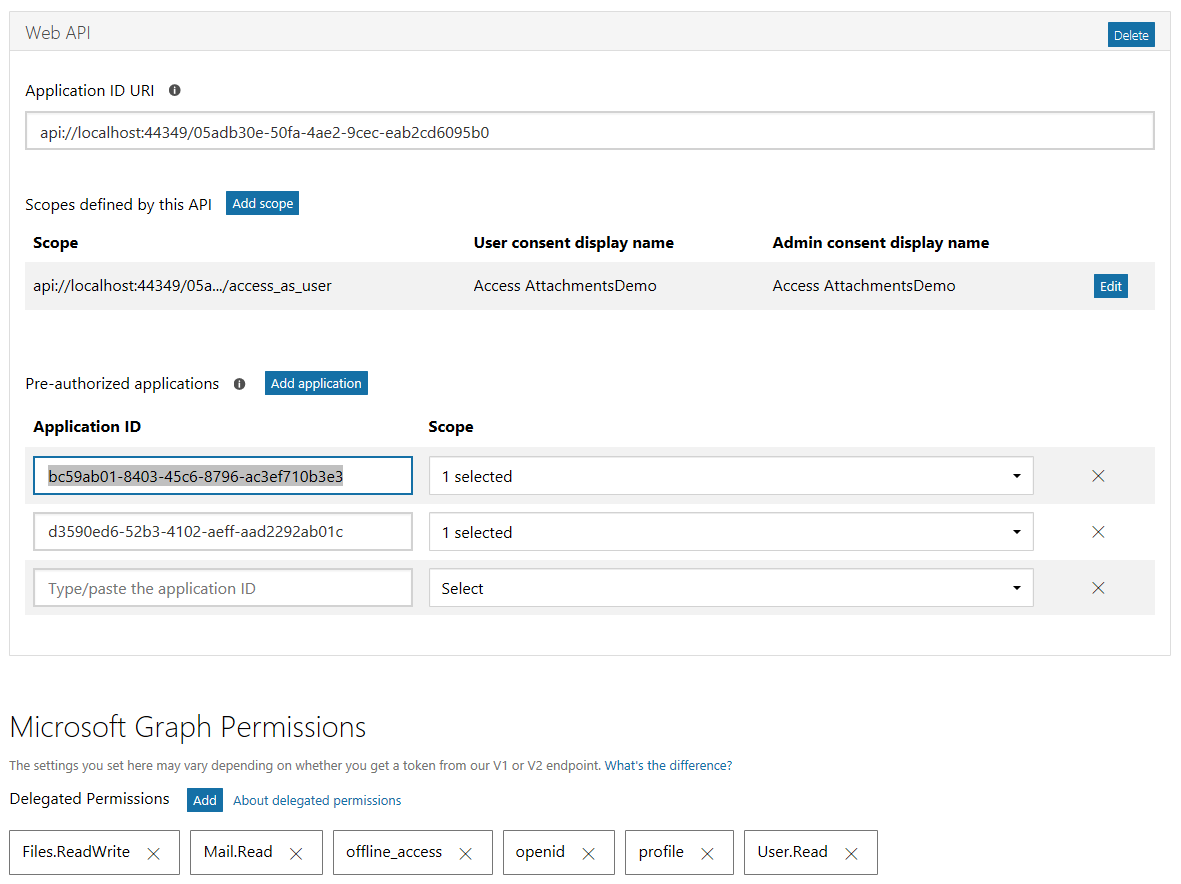 Web API
Delete
Application ID URI
api://localhost:44349/05adb30e-50fa-4ae2-9cec-eab2cd6095b0
Scopes defined by this API Add scope
Scope User consent display name Admin consent display name
api://localhost:44349/05a.../access_as_user Access AttachmentsDemo Access AttachmentsDemo Edit
Pre-authorized applications Add application
Application ID Scope
bc59ab01-8403-45c6-8796-ac3ef710b3e3 1 selected
d3590ed6-52b3-4102-aeff-aad2292ab01c 1 selected
Type/paste the application ID Select
Microsoft Graph Permissions
The settings you set here may vary depending on whether you get a token from our V1 or V2 endpoint. What's the difference?
Delegated Permissions Add About delegated permissions
Files.ReadWrite Mail.Read offline_access openid profile User.Read